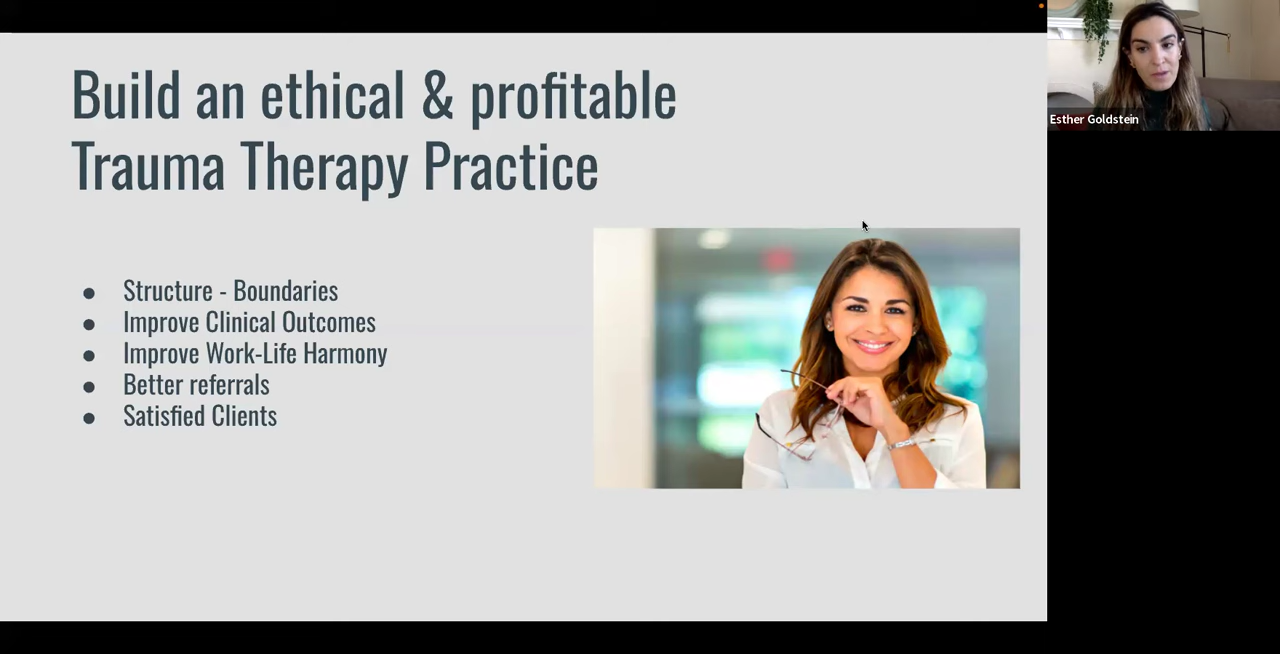 Build an ethical & profitable
Trauma Therapy Practice
Structure - Boundaries
Improve Clinical Outcomes
Improve Work-Life Harmony
Better referrals
Satisfied Clients
Esther Goldstein